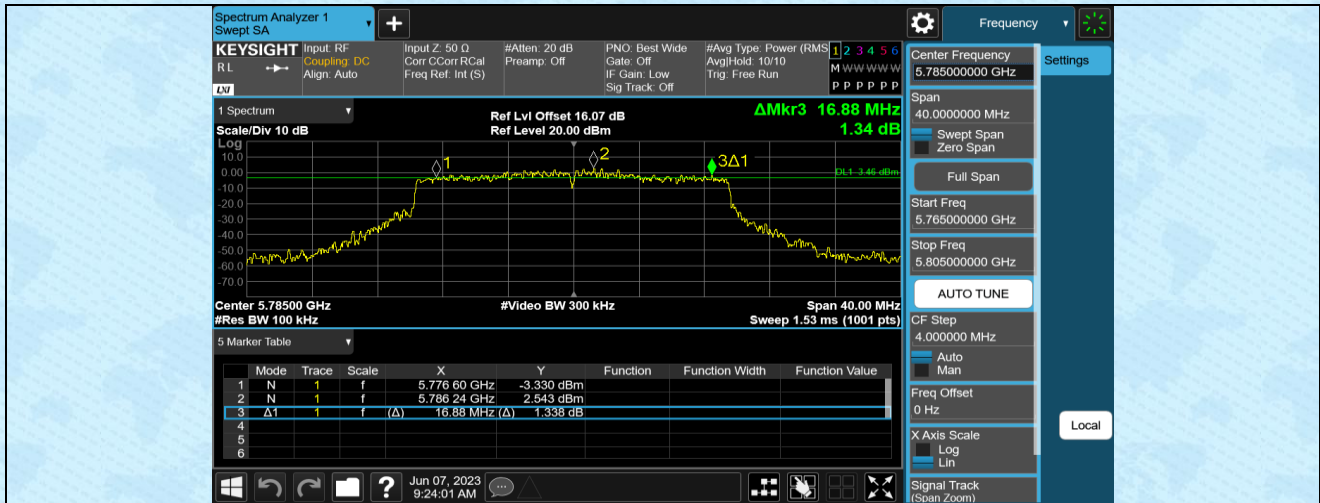 Spectrum Analyzer 1
Swept SA
+
Frequency
KEYSIGHT
RL
LXI
Input: RF
Coupling: DC
Align: Auto
Input Z: 50 Ω
Corr CCorr RCal
Freq Ref: Int (S)
#Atten: 20 dB
Preamp: Off
PNO: Best Wide
Gate: Off
IF Gain: Low
Sig Track: Off
#Avg Type: Power (RMS
Avg|Hold: 10/10
Trig: Free Run
1 2 3 4 5 6
M W W W W W
P P P P P P
1 Spectrum
Scale/Div 10 dB
Ref Lvl Offset 16.07 dB
Ref Level 20.00 dBm
ΔMkr3 16.88 MHz
1.34 dB
Log
10.0
0.00
-10.0
-20.0
-30.0
-40.0
-50.0
-60.0
-70.0
1
2
3Δ1
DL1 -3.46 dBm
Center 5.78500 GHz
#Video BW 300 kHz
Span 40.00 MHz
#Res BW 100 kHz
Sweep 1.53 ms (1001 pts)
5 Marker Table
Mode Trace Scale X Y Function Function Width Function Value
1 N 1 f 5.776 60 GHz -3.330 dBm
2 N 1 f 5.786 24 GHz 2.543 dBm
3 Δ1 1 f (Δ) 16.88 MHz (Δ) 1.338 dB
4
5
6
?
Jun 07, 2023
9:24:01 AM
Center Frequency
5.785000000 GHz
Span
40.0000000 MHz
Swept Span
Zero Span
Full Span
Start Freq
5.765000000 GHz
Stop Freq
5.805000000 GHz
AUTO TUNE
CF Step
4.000000 MHz
Auto
Man
Freq Offset
0 Hz
X Axis Scale
Log
Lin
Signal Track
(Span Zoom)
Settings
Local